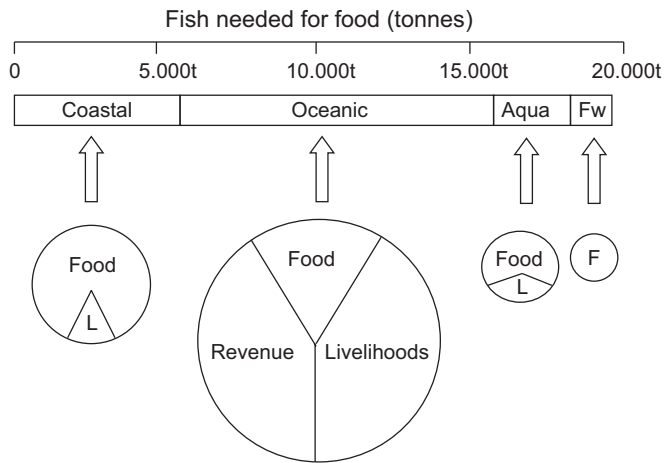 Fish needed for food (tonnes)
0 5.000t 10.000t 15.000t 20.000t
Coastal Oceanic Aqua Fw
Food Food Food F
L L
Revenue Livelihoods